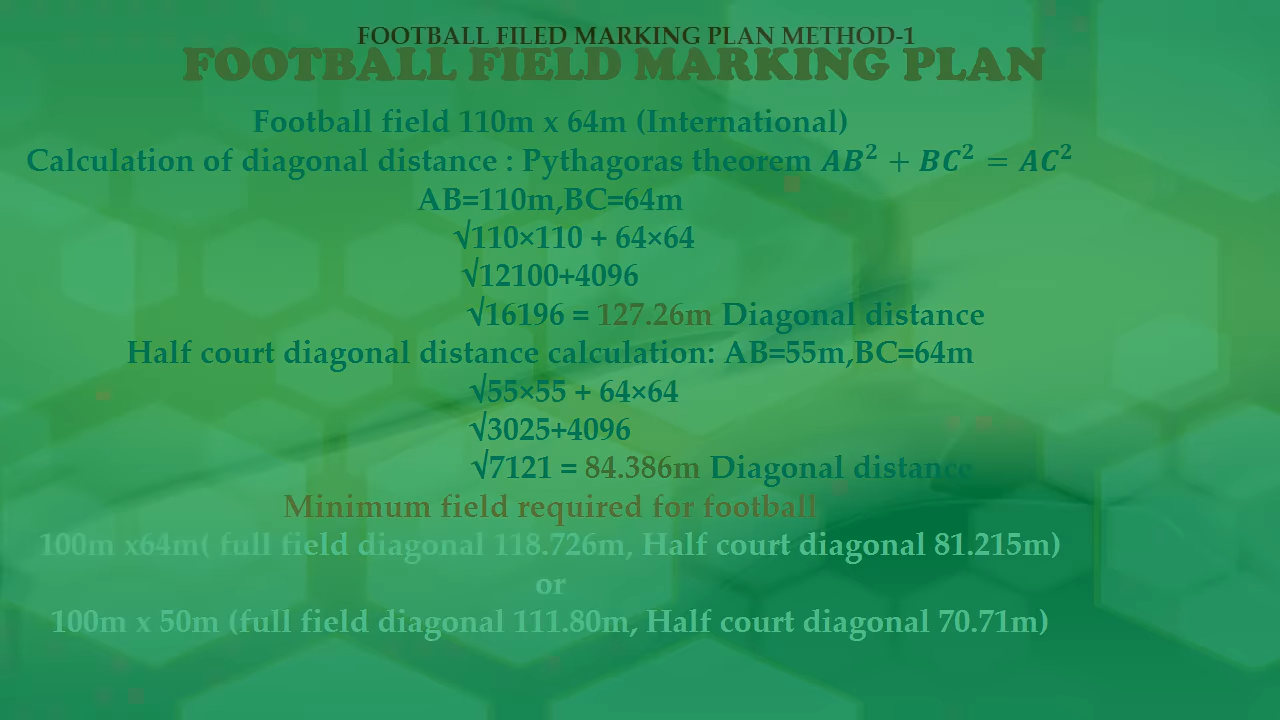 FOOTBALL FILED MARKING PLAN METHOD-1
FOOTBALL FIELD MARKING PLAN
Football field 110m x 64m (International)
Calculation of diagonal distance : Pythagoras theorem AB² + BC² = AC²
AB=110m,BC=64m
√110×110 + 64×64
√12100+4096
√16196 = 127.26m Diagonal distance
Half court diagonal distance calculation: AB=55m,BC=64m
√55×55 + 64×64
√3025+4096
√7121 = 84.386m Diagonal distance
Minimum field required for football
100m x64m( full field diagonal 118.726m, Half court diagonal 81.215m)
or
100m x 50m (full field diagonal 111.80m, Half court diagonal 70.71m)